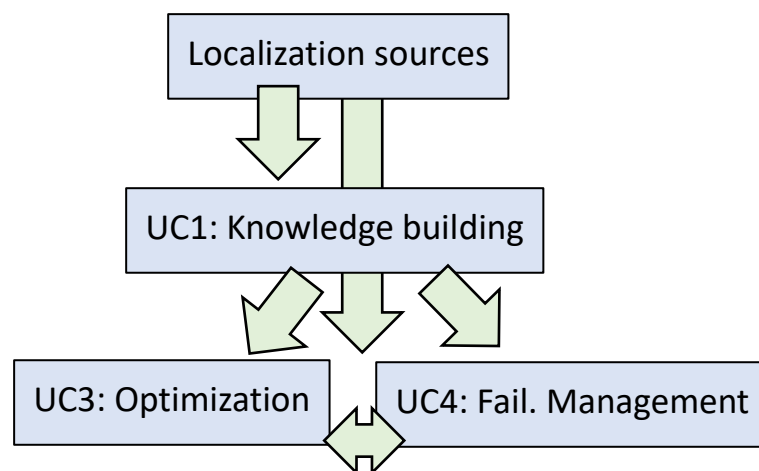 Localization sources
UC1: Knowledge building
UC3: Optimization
UC4: Fail. Management